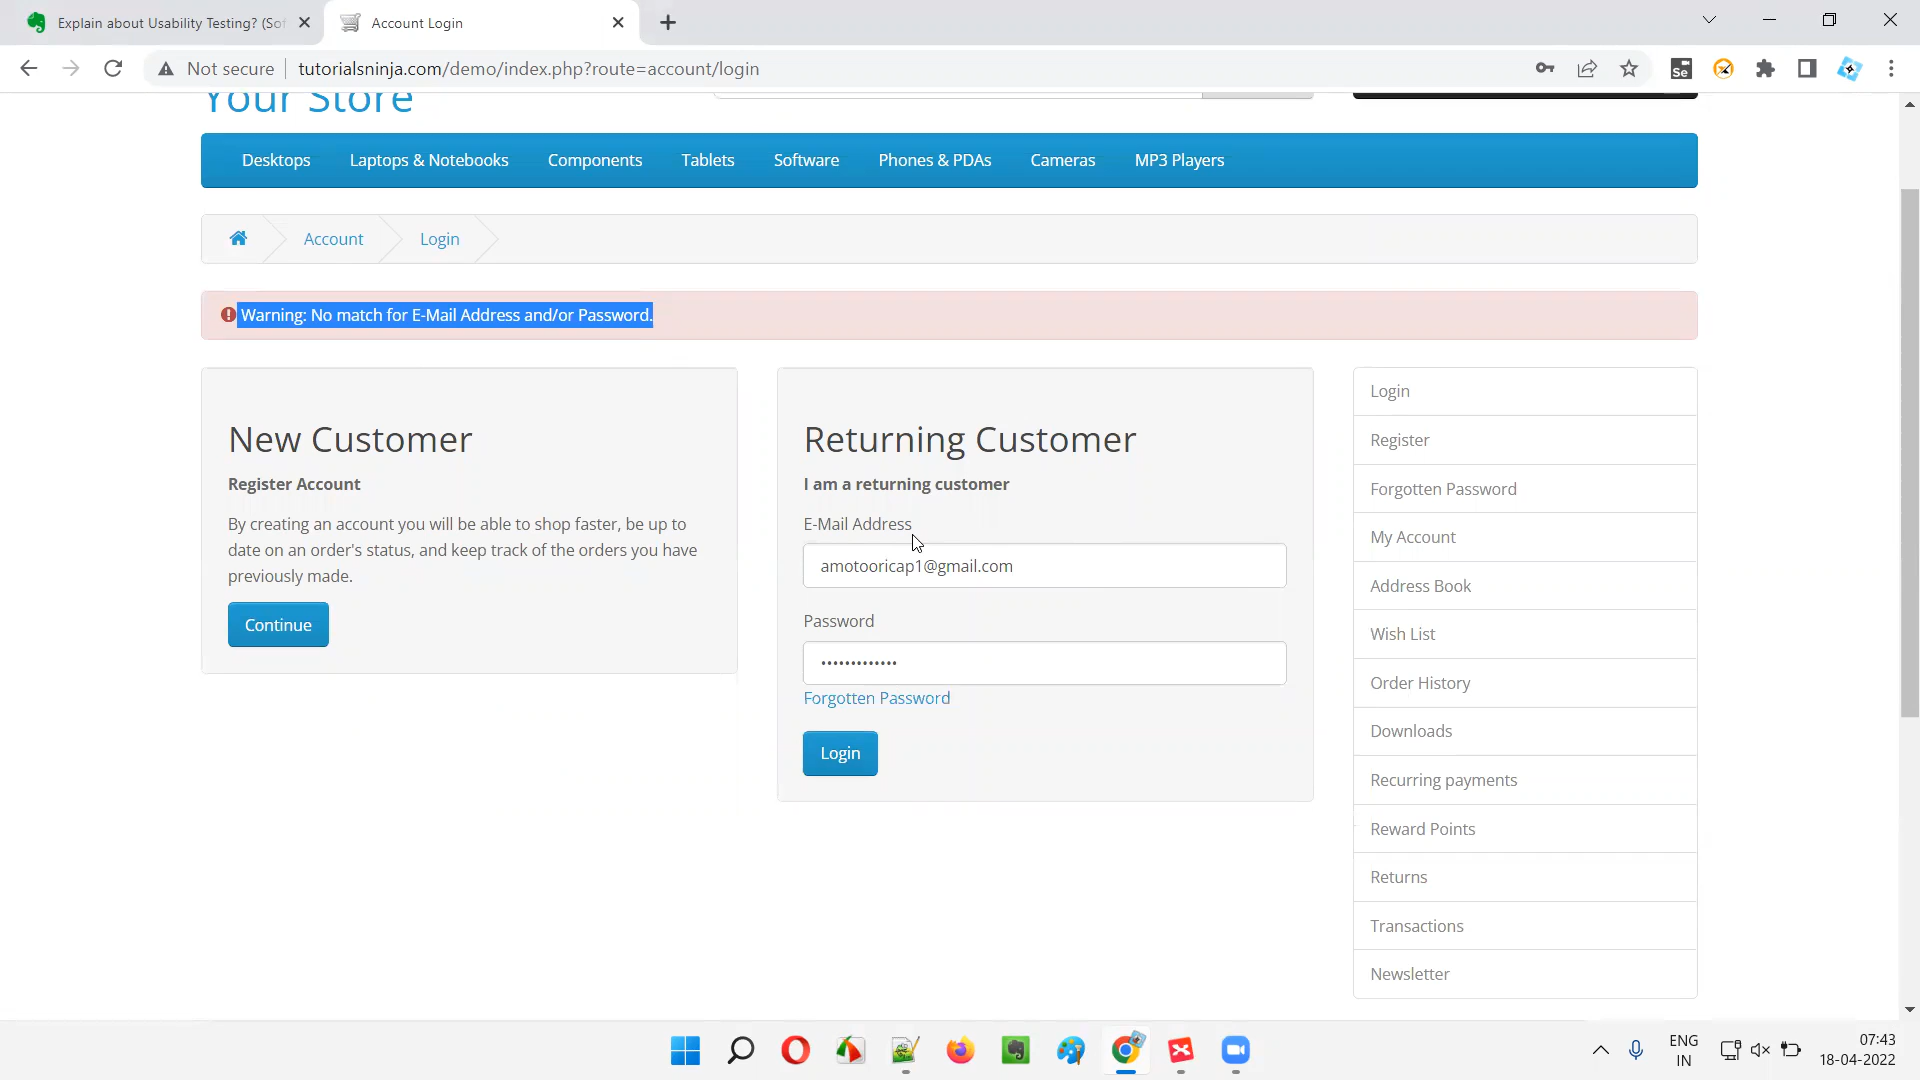 Explain about Usability Testing? (Sof
Account Login
Not secure
tutorialsninja.com/demo/index.php?route=account/login
Se
Your Store
Desktops
Laptops & Notebooks
Components
Tablets
Software
Phones & PDAs
Cameras
MP3 Players
Account
Login
Warning: No match for E-Mail Address and/or Password.
New Customer
Register Account
By creating an account you will be able to shop faster, be up to
date on an order's status, and keep track of the orders you have
previously made.
Continue
Returning Customer
I am a returning customer
E-Mail Address
amotooricap1@gmail.com
Password
•••••••••••••
Forgotten Password
Login
Login
Register
Forgotten Password
My Account
Address Book
Wish List
Order History
Downloads
Recurring payments
Reward Points
Returns
Transactions
Newsletter
ENG
IN
07:43
18-04-2022